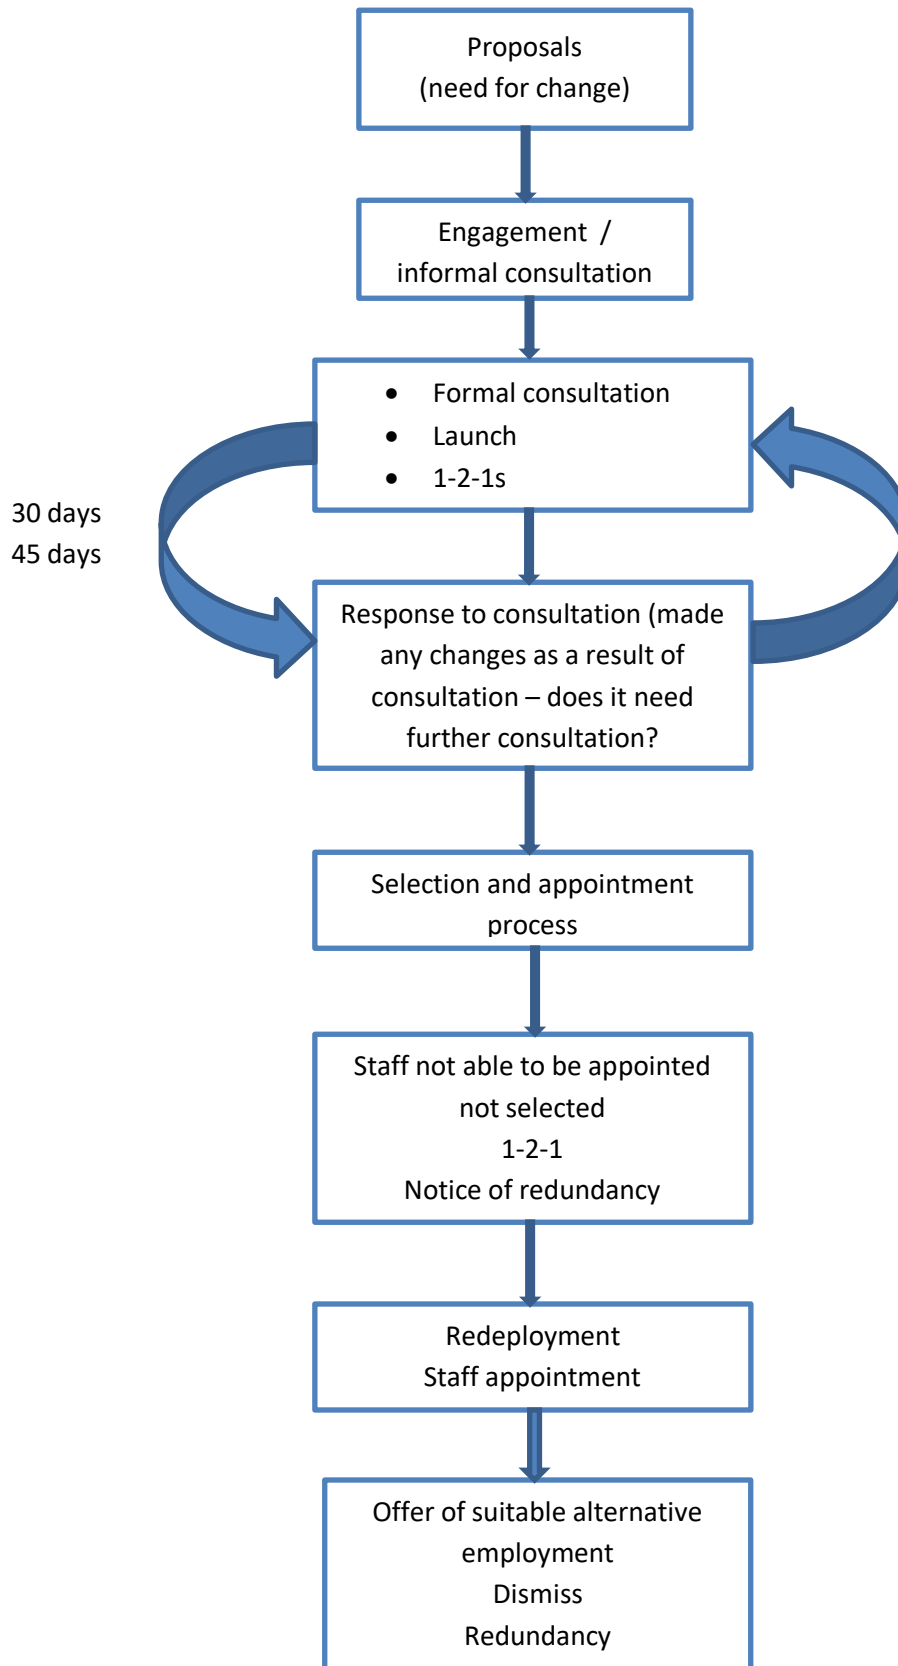 Proposals
(need for change)
Engagement /
informal consultation
• Formal consultation
• Launch
• 1-2-1s
30 days
45 days
Response to consultation (made
any changes as a result of
consultation – does it need
further consultation?
Selection and appointment
process
Staff not able to be appointed
not selected
1-2-1
Notice of redundancy
Redeployment
Staff appointment
Offer of suitable alternative
employment
Dismiss
Redundancy